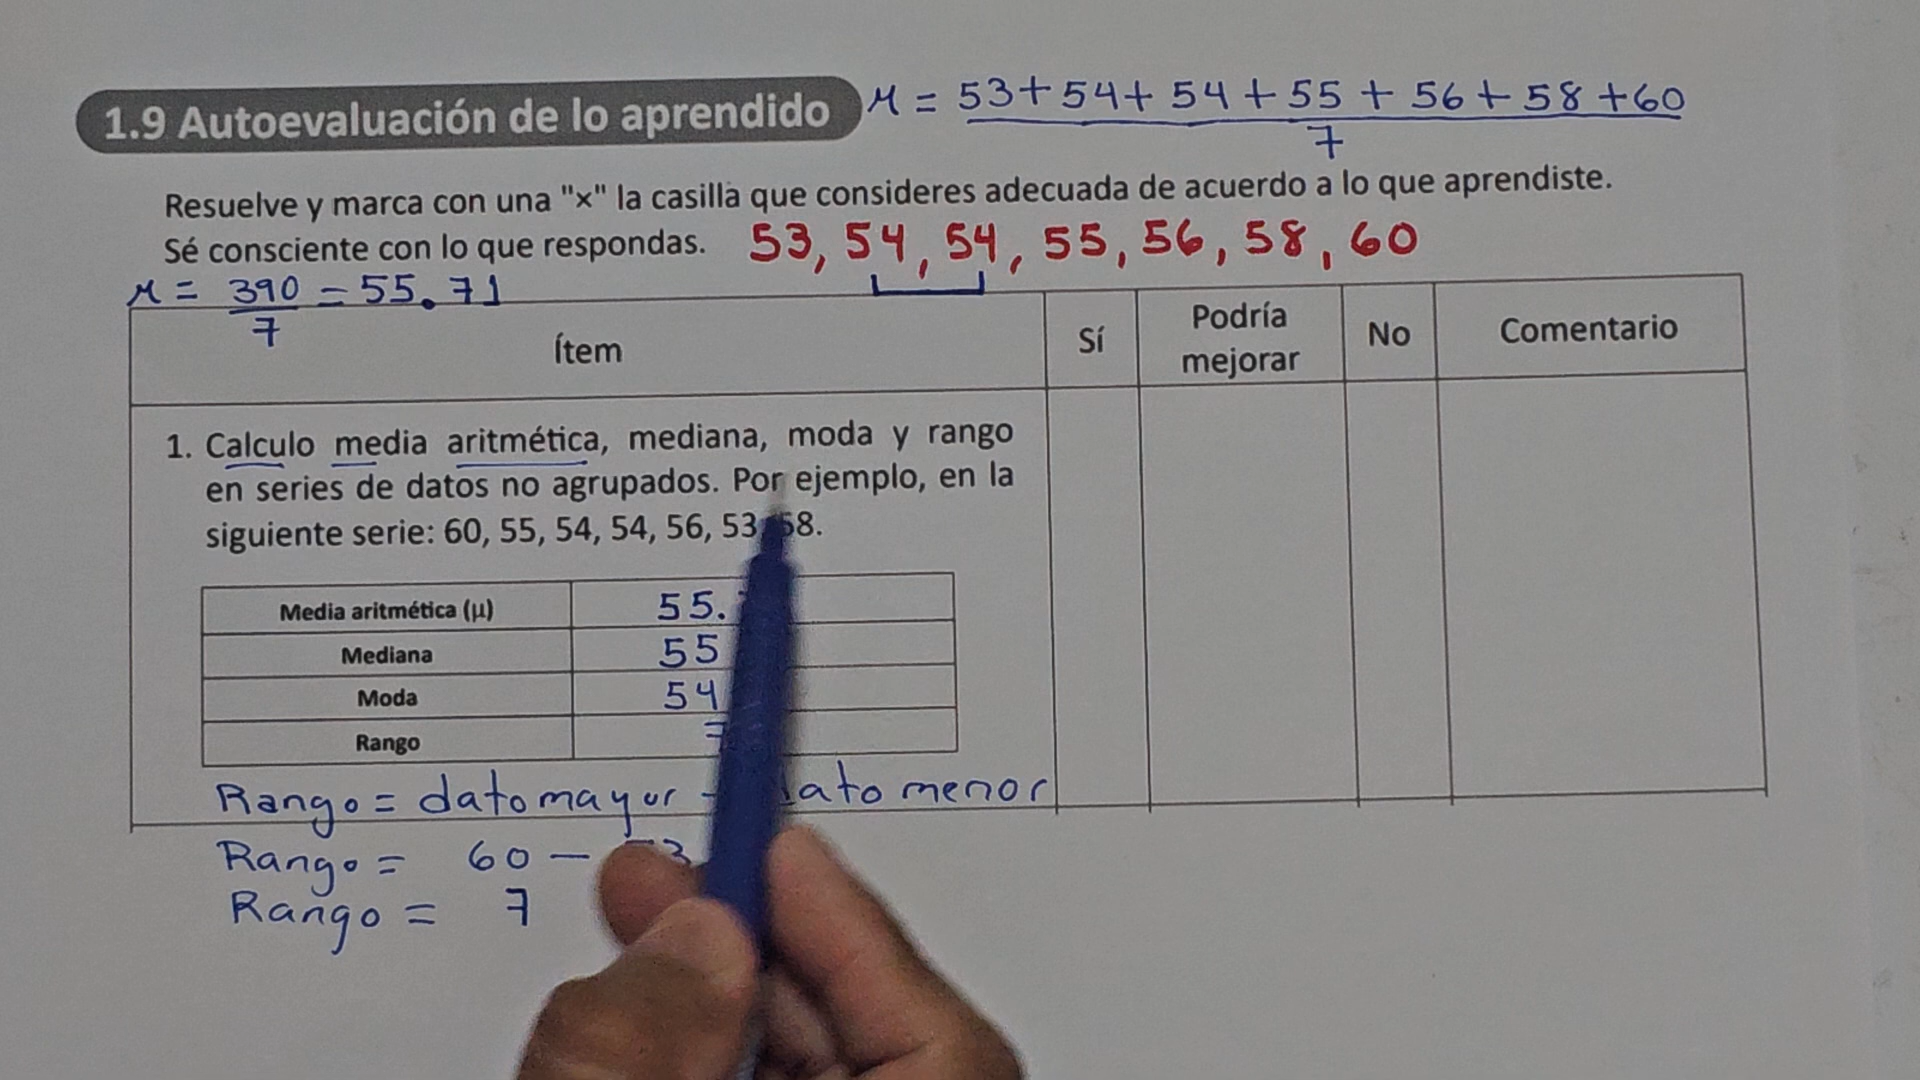 1.9 Autoevaluación de lo aprendido
μ = 53+54+54+55+56+58+60
7
Resuelve y marca con una "×" la casilla que consideres adecuada de acuerdo a lo que aprendiste.
Sé consciente con lo que respondas.
53, 54, 54, 55, 56, 58, 60
μ = 390 = 55.71
7
Ítem
Sí
Podría
mejorar
No
Comentario
1. Calculo media aritmética, mediana, moda y rango
en series de datos no agrupados. Por ejemplo, en la
siguiente serie: 60, 55, 54, 54, 56, 53 58.
Media aritmética (μ) 55.
Mediana 55
Moda 54
Rango
Rango = dato mayor - dato menor
Rango = 60 -
Rango = 7